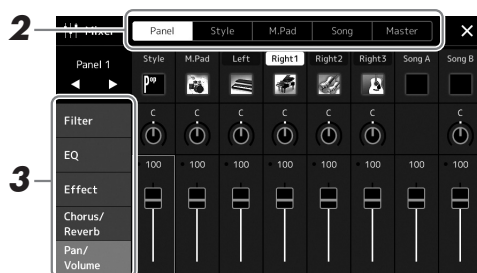 2
Mixer Panel Style M.Pad Song Master ×
Panel 1
Style M.Pad Left Right1 Right2 Right3 Song A Song B
Pop
C C C C C C C
100 100 100 100 100 100 100 100
3
Filter
EQ
Effect
Chorus/
Reverb
Pan/
Volume